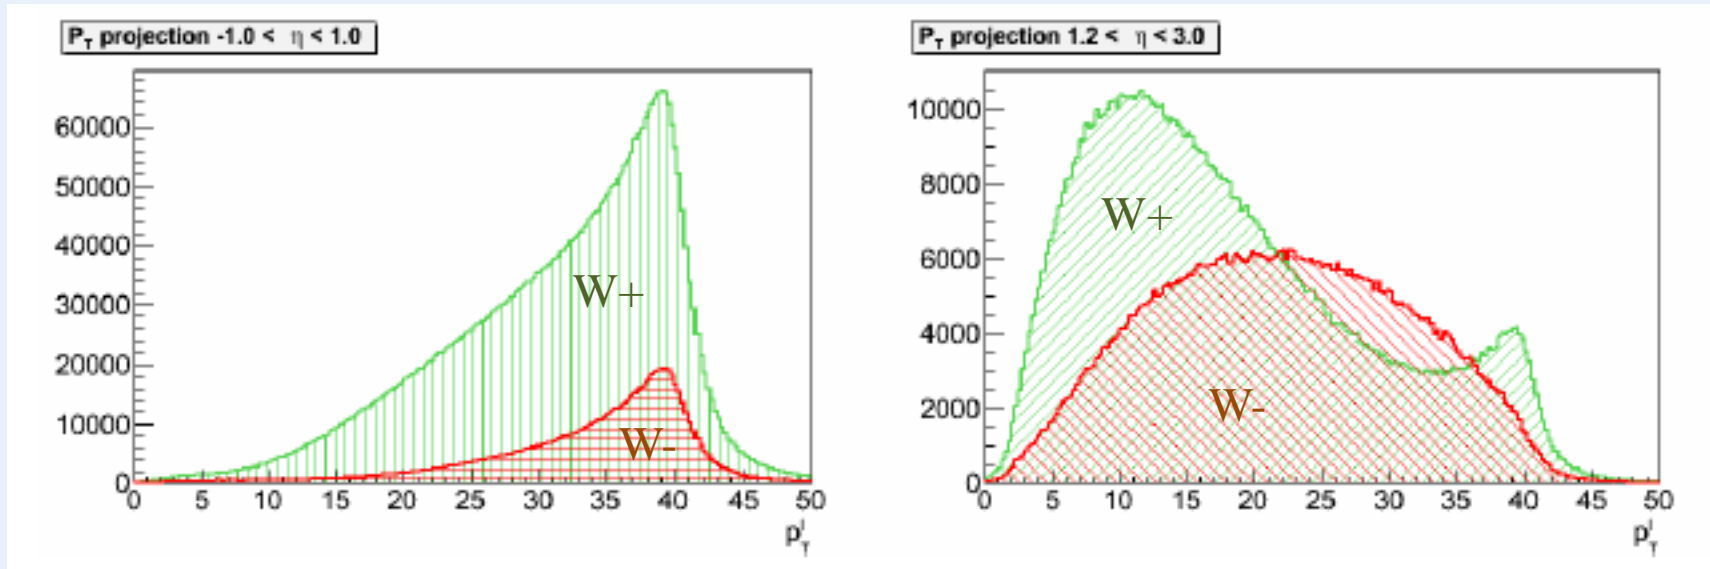 P_T projection -1.0 < η < 1.0
60000
50000
40000
30000
20000
10000
0
W+
W-
0 5 10 15 20 25 30 35 40 45 50
p_T^l
P_T projection 1.2 < η < 3.0
10000
8000
6000
4000
2000
0
W+
W-
0 5 10 15 20 25 30 35 40 45 50
p_T^l